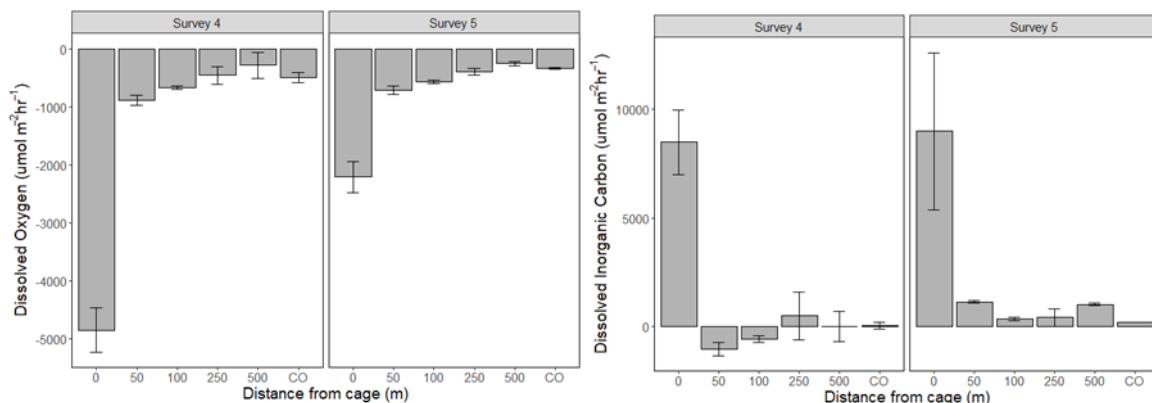 Survey 4
Survey 5
Dissolved Oxygen (umol m⁻²hr⁻¹)
0
-1000
-2000
-3000
-4000
-5000
0 50 100 250 500 CO
0 50 100 250 500 CO
Distance from cage (m)
Survey 4
Survey 5
Dissolved Inorganic Carbon (umol m⁻²hr⁻¹)
10000
5000
0
0 50 100 250 500 CO
0 50 100 250 500 CO
Distance from cage (m)